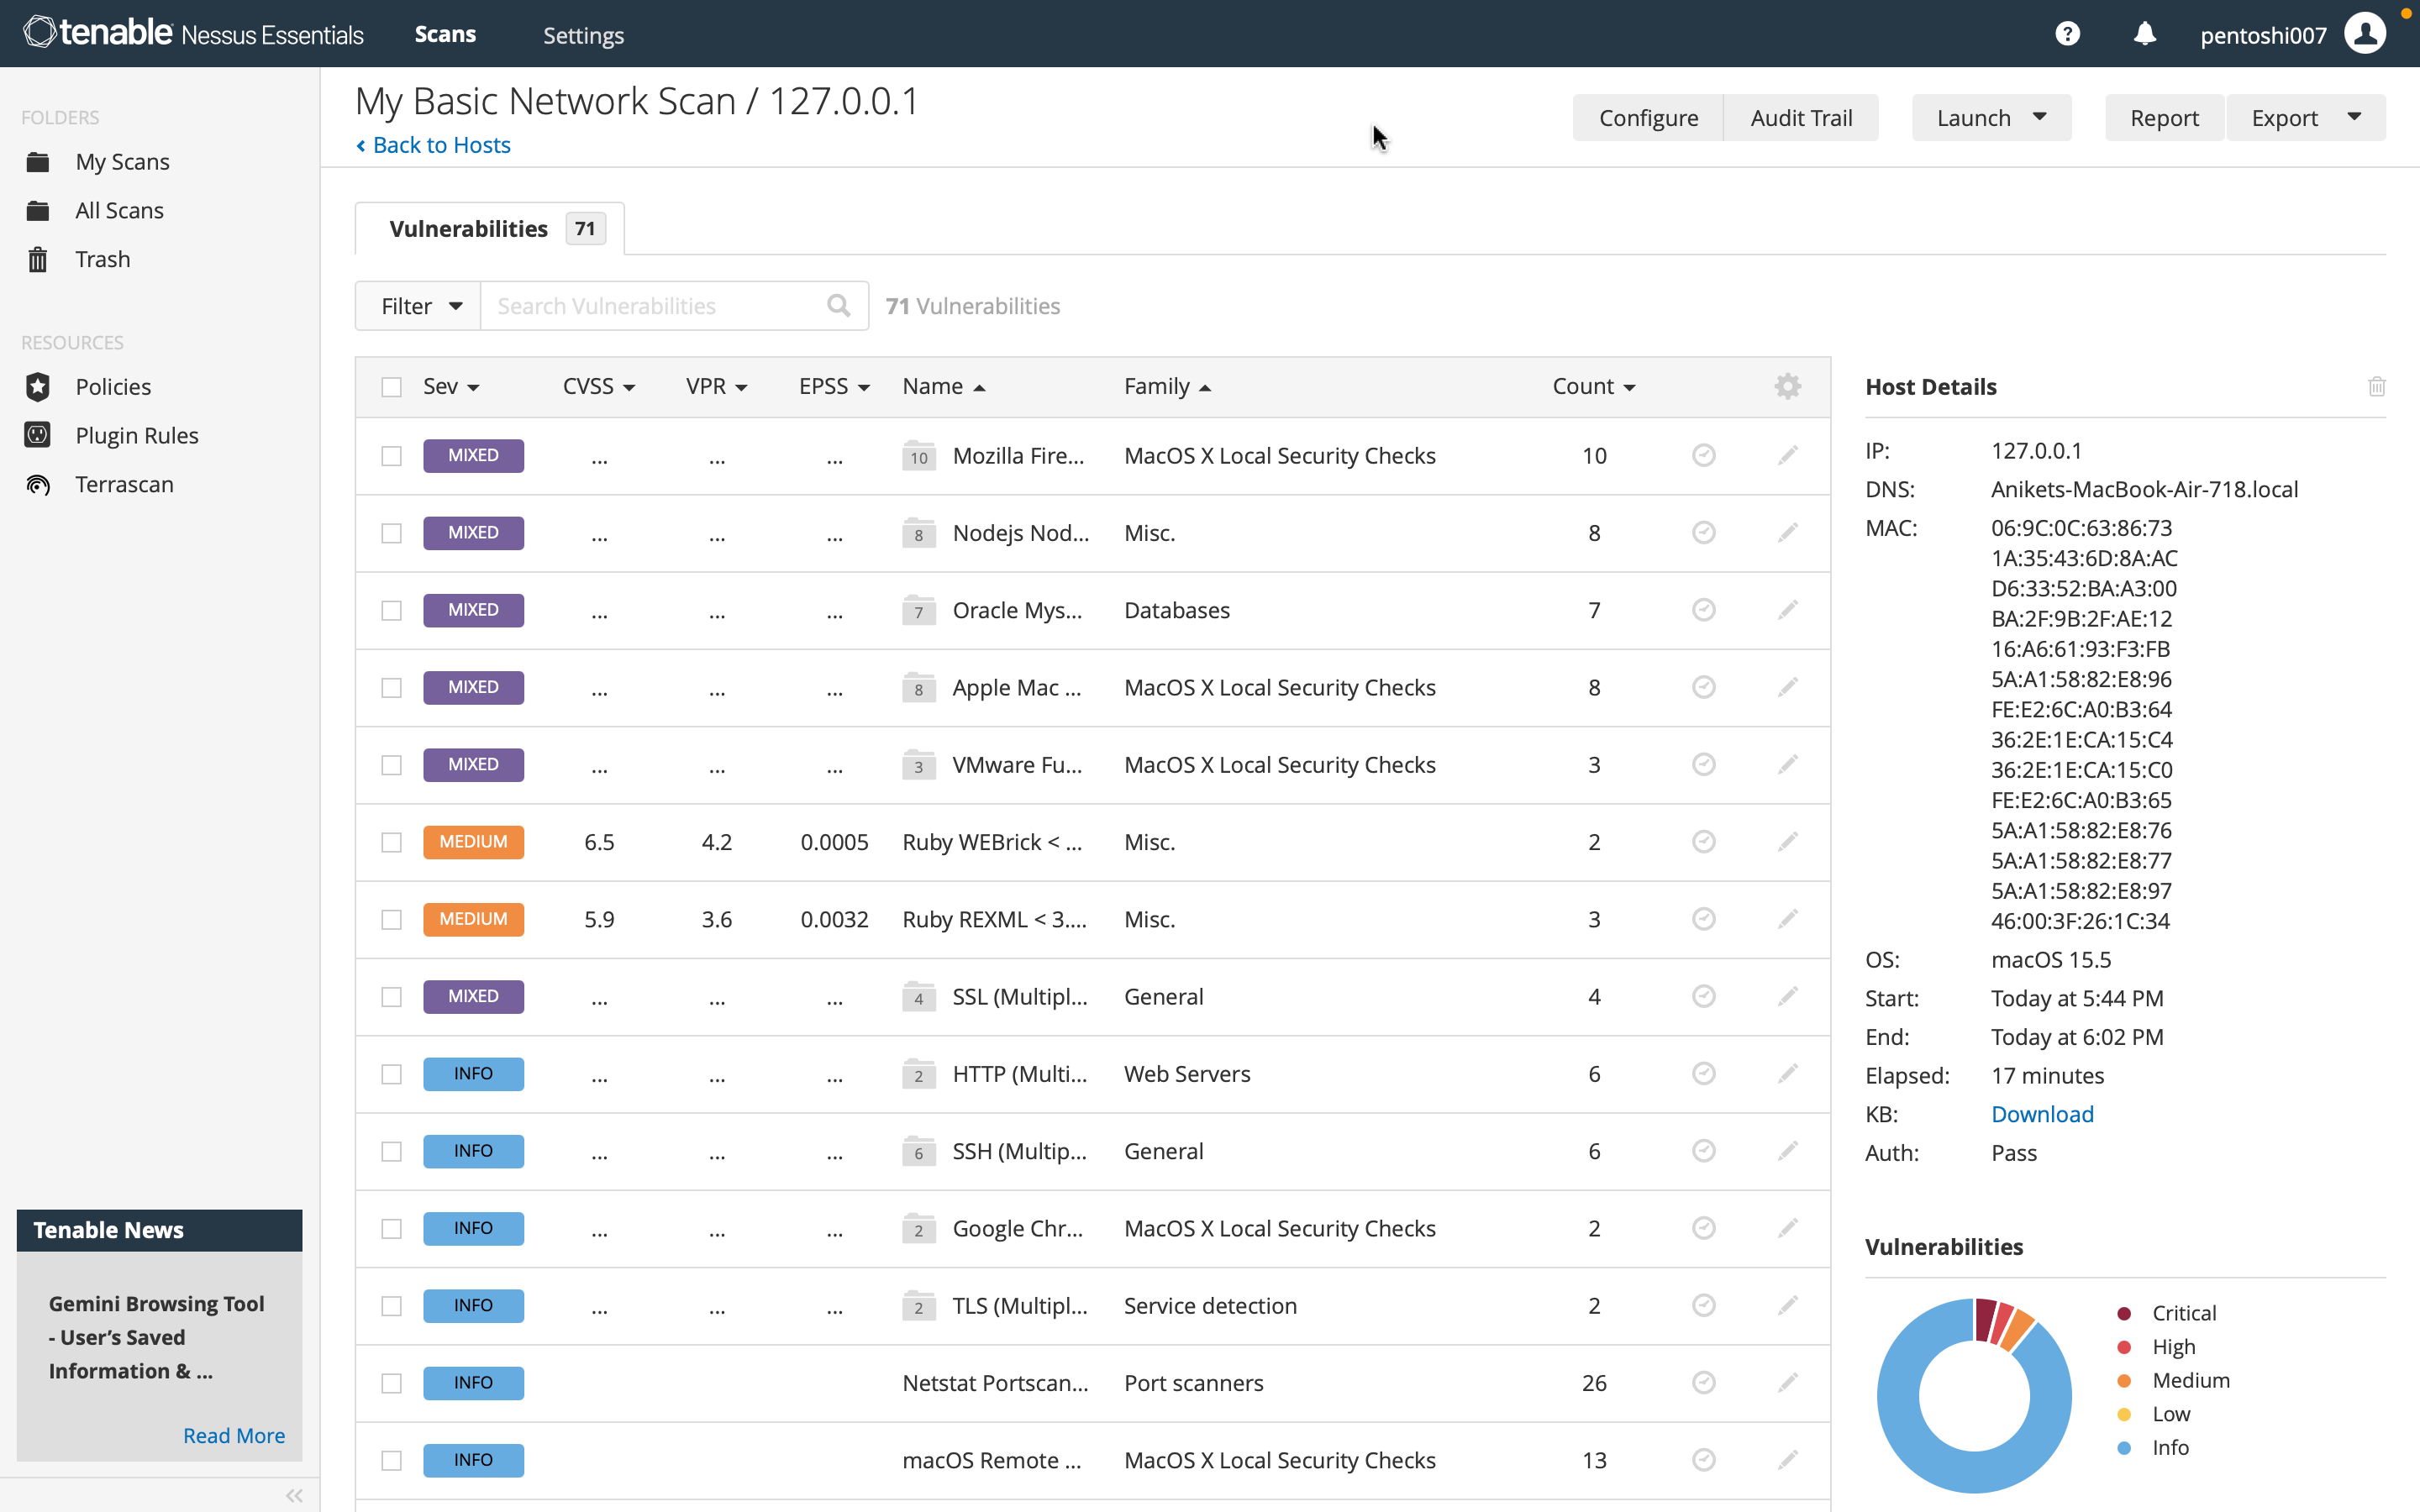 tenable Nessus Essentials Scans Settings ? pentoshi007
FOLDERS
My Scans
All Scans
Trash
RESOURCES
Policies
Plugin Rules
Terrascan
Tenable News
Gemini Browsing Tool
- User's Saved
Information & ...
Read More
My Basic Network Scan / 127.0.0.1
Back to Hosts
Configure Audit Trail Launch Report Export
Vulnerabilities 71
Filter Search Vulnerabilities 71 Vulnerabilities
Sev CVSS VPR EPSS Name Family Count
MIXED ... ... ... 10 Mozilla Fire... MacOS X Local Security Checks 10
MIXED ... ... ... 8 Nodejs Nod... Misc. 8
MIXED ... ... ... 7 Oracle Mys... Databases 7
MIXED ... ... ... 8 Apple Mac ... MacOS X Local Security Checks 8
MIXED ... ... ... 3 VMware Fu... MacOS X Local Security Checks 3
MEDIUM 6.5 4.2 0.0005 Ruby WEBrick < ... Misc. 2
MEDIUM 5.9 3.6 0.0032 Ruby REXML < 3.... Misc. 3
MIXED ... ... ... 4 SSL (Multipl... General 4
INFO ... ... ... 2 HTTP (Multi... Web Servers 6
INFO ... ... ... 6 SSH (Multip... General 6
INFO ... ... ... 2 Google Chr... MacOS X Local Security Checks 2
INFO ... ... ... 2 TLS (Multipl... Service detection 2
INFO Netstat Portscan... Port scanners 26
INFO macOS Remote ... MacOS X Local Security Checks 13
Host Details
IP: 127.0.0.1
DNS: Anikets-MacBook-Air-718.local
MAC: 06:9C:0C:63:86:73
1A:35:43:6D:8A:AC
D6:33:52:BA:A3:00
BA:2F:9B:2F:AE:12
16:A6:61:93:F3:FB
5A:A1:58:82:E8:96
FE:E2:6C:A0:B3:64
36:2E:1E:CA:15:C4
36:2E:1E:CA:15:C0
FE:E2:6C:A0:B3:65
5A:A1:58:82:E8:76
5A:A1:58:82:E8:77
5A:A1:58:82:E8:97
46:00:3F:26:1C:34
OS: macOS 15.5
Start: Today at 5:44 PM
End: Today at 6:02 PM
Elapsed: 17 minutes
KB: Download
Auth: Pass
Vulnerabilities
Critical
High
Medium
Low
Info